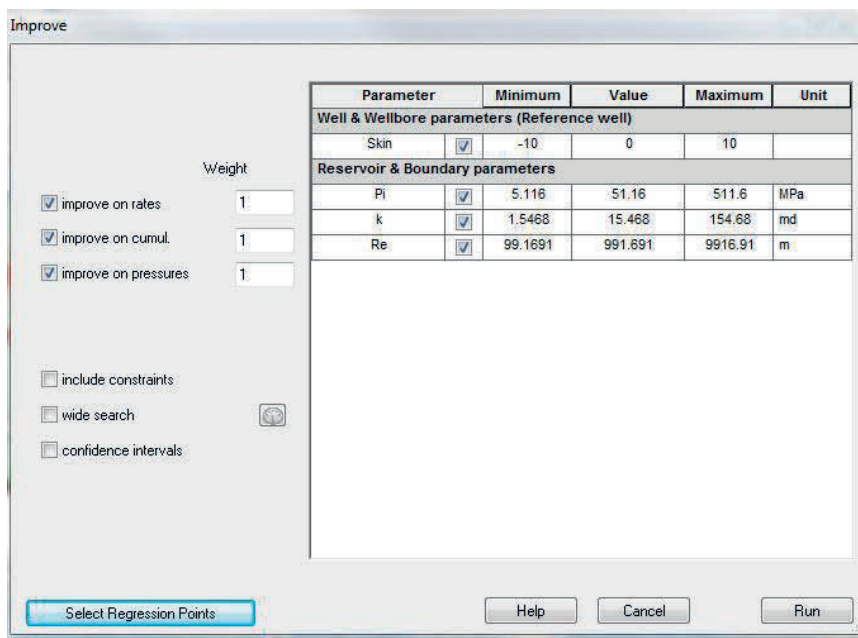 Improve
Parameter Minimum Value Maximum Unit
Well & Wellbore parameters (Reference well)
Skin -10 0 10
Weight
Reservoir & Boundary parameters
improve on rates 1
Pi 5.116 51.16 511.6 MPa
k 1.5468 15.468 154.68 md
improve on cumul. 1
Re 99.1691 991.691 9916.91 m
improve on pressures 1
include constraints
wide search
confidence intervals
Select Regression Points Help Cancel Run